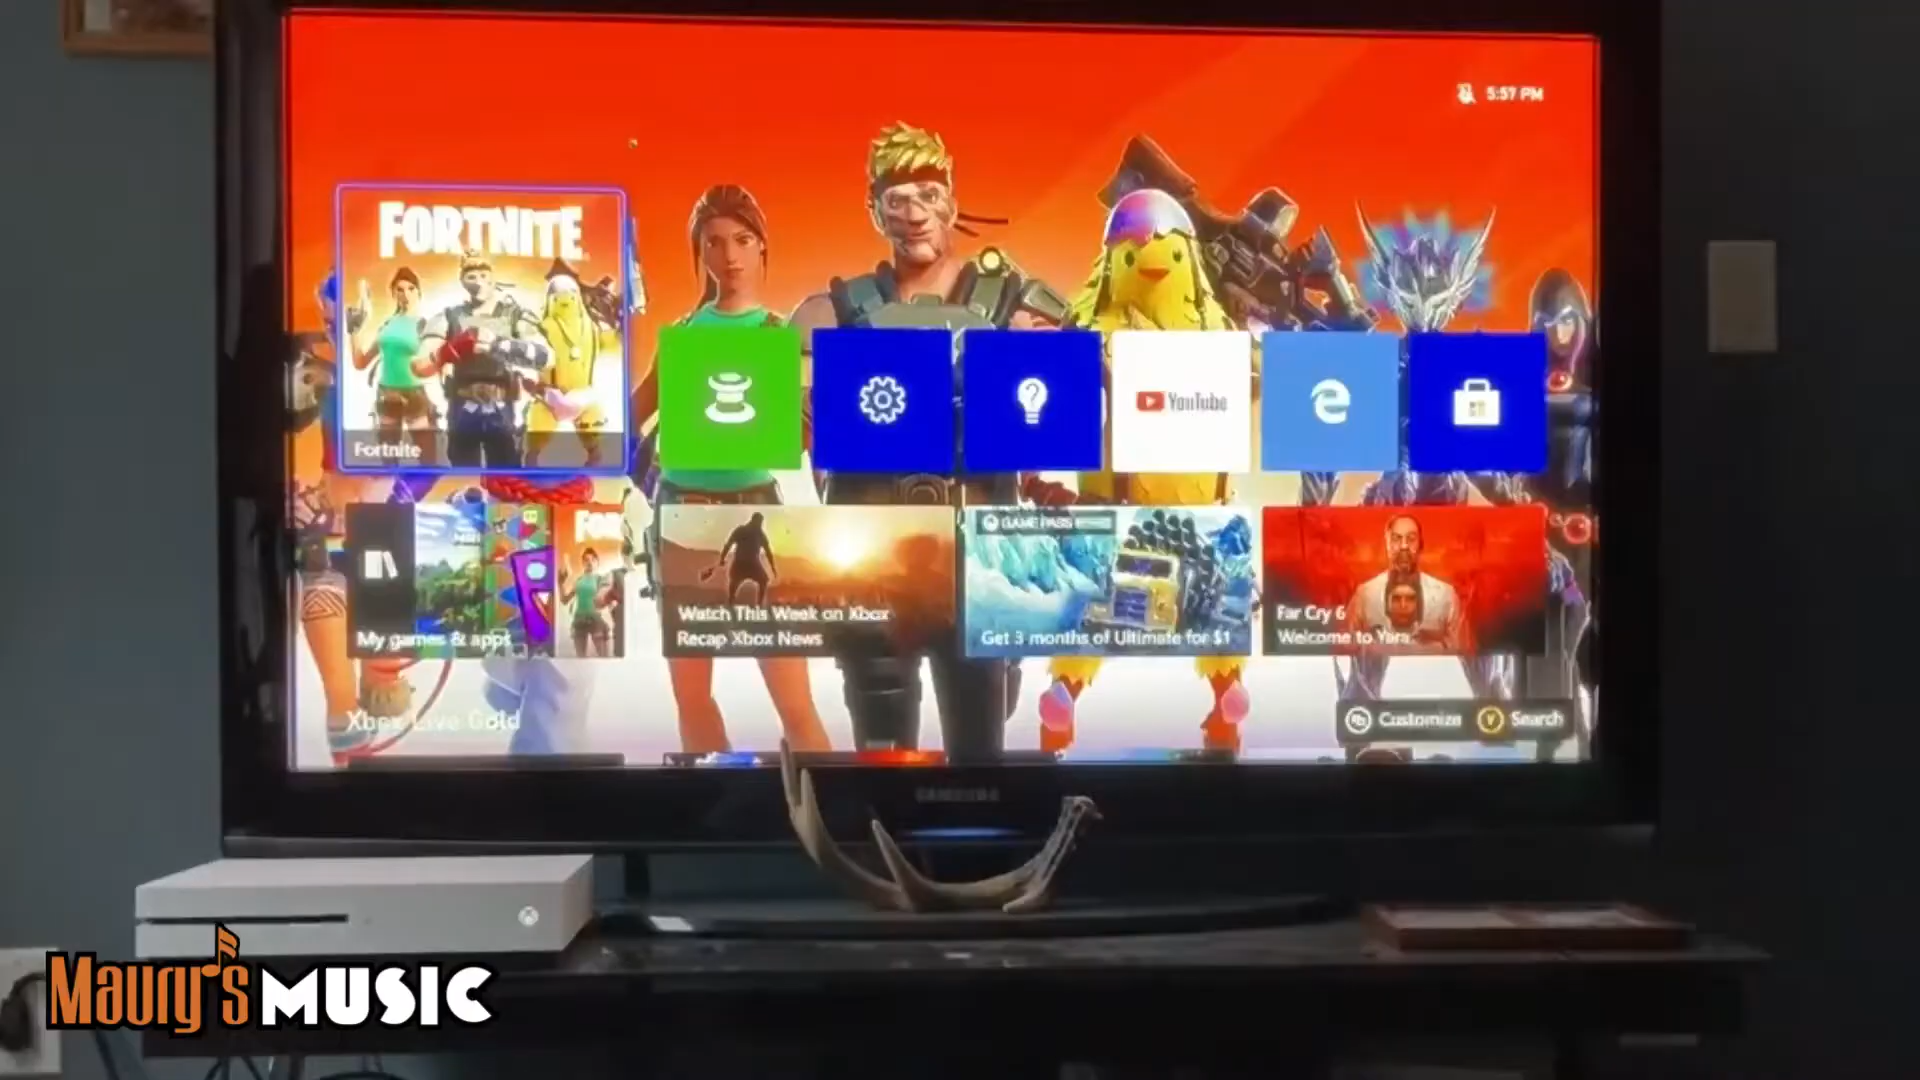 5:57 PM
FORTNITE
Fortnite
YouTube
My games & apps
FOR
Watch This Week on Xbox
Recap Xbox News
GAME PASS
Get 3 months of Ultimate for $1
Far Cry 6
Welcome to Yara
Xbox Live Gold
Customize
Y
Search
SAMSUNG
Maury's MUSIC